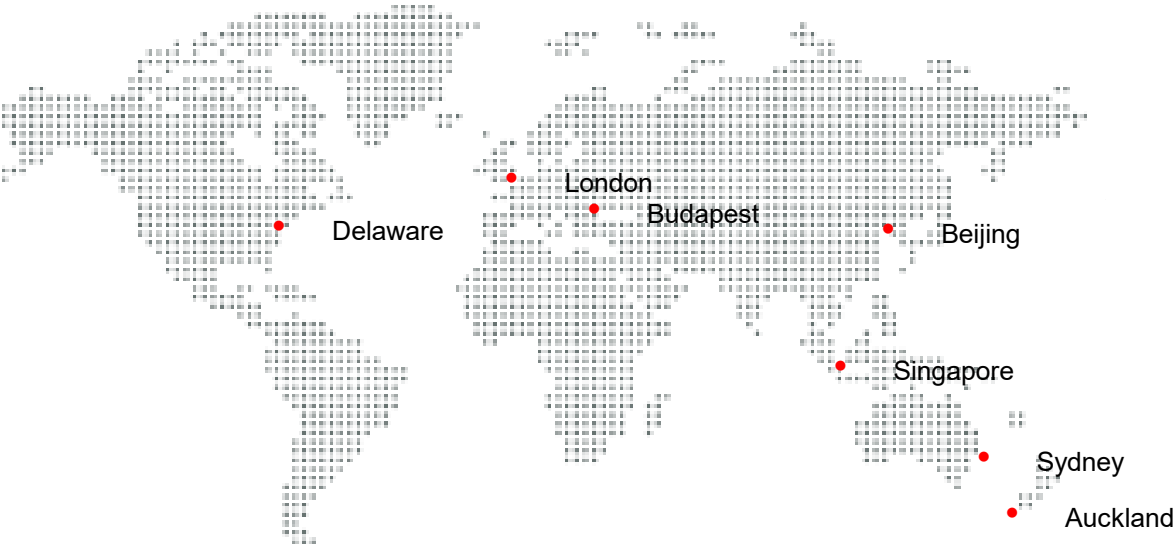 London
Budapest
Delaware
Beijing
Singapore
Sydney
Auckland